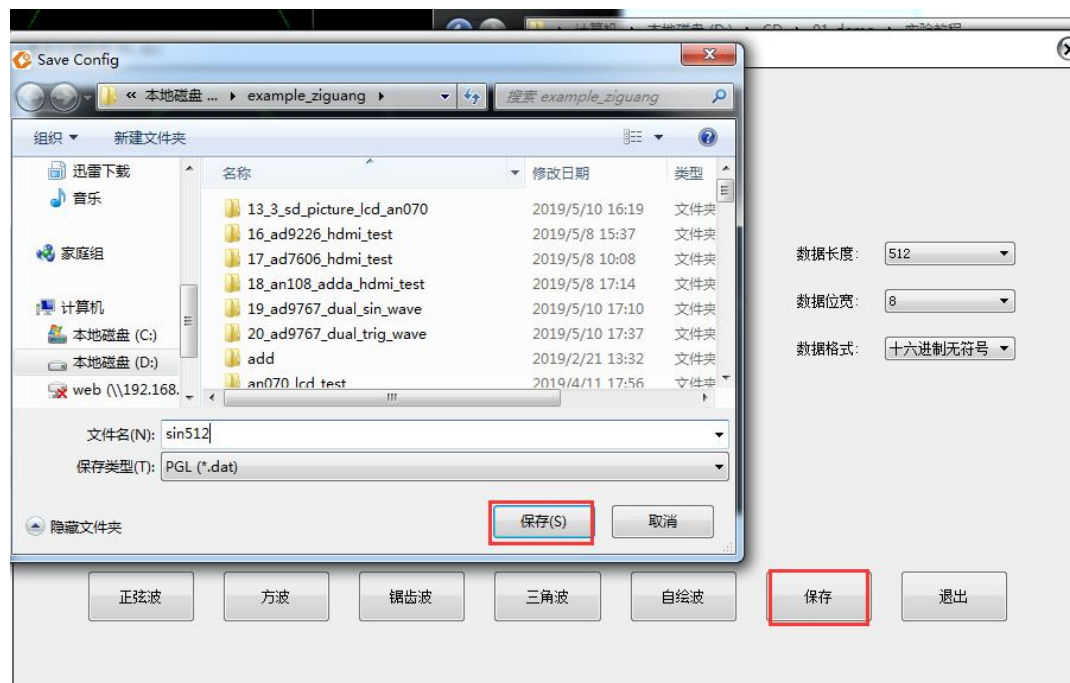 Save Config
« 本地磁盘 ... ▸ example_ziguang ▸
搜索 example_ziguang
组织 ▼ 新建文件夹
迅雷下载
音乐
家庭组
计算机
本地磁盘 (C:)
本地磁盘 (D:)
web (\\192.168.
名称 修改日期 类型
13_3_sd_picture_lcd_an070 2019/5/10 16:19 文件夹
16_ad9226_hdmi_test 2019/5/8 15:37 文件夹
17_ad7606_hdmi_test 2019/5/8 10:08 文件夹
18_an108_adda_hdmi_test 2019/5/8 17:14 文件夹
19_ad9767_dual_sin_wave 2019/5/10 17:10 文件夹
20_ad9767_dual_trig_wave 2019/5/10 17:37 文件夹
add 2019/2/21 13:32 文件夹
an070_lcd_test 2019/4/11 17:56 文件夹
文件名(N): sin512
保存类型(T): PGL (*.dat)
隐藏文件夹
保存(S) 取消
数据长度: 512
数据位宽: 8
数据格式: 十六进制无符号
正弦波 方波 锯齿波 三角波 自绘波 保存 退出